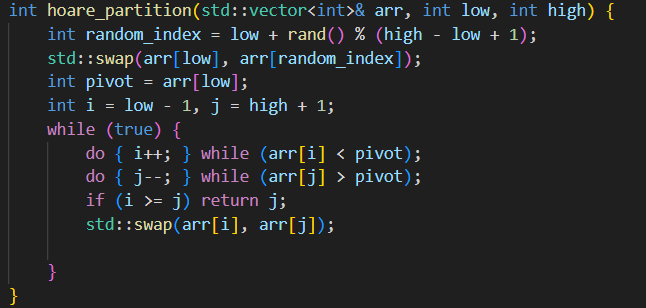 int hoare_partition(std::vector<int>& arr, int low, int high) {
    int random_index = low + rand() % (high - low + 1);
    std::swap(arr[low], arr[random_index]);
    int pivot = arr[low];
    int i = low - 1, j = high + 1;
    while (true) {
        do { i++; } while (arr[i] < pivot);
        do { j--; } while (arr[j] > pivot);
        if (i >= j) return j;
        std::swap(arr[i], arr[j]);

    }
}